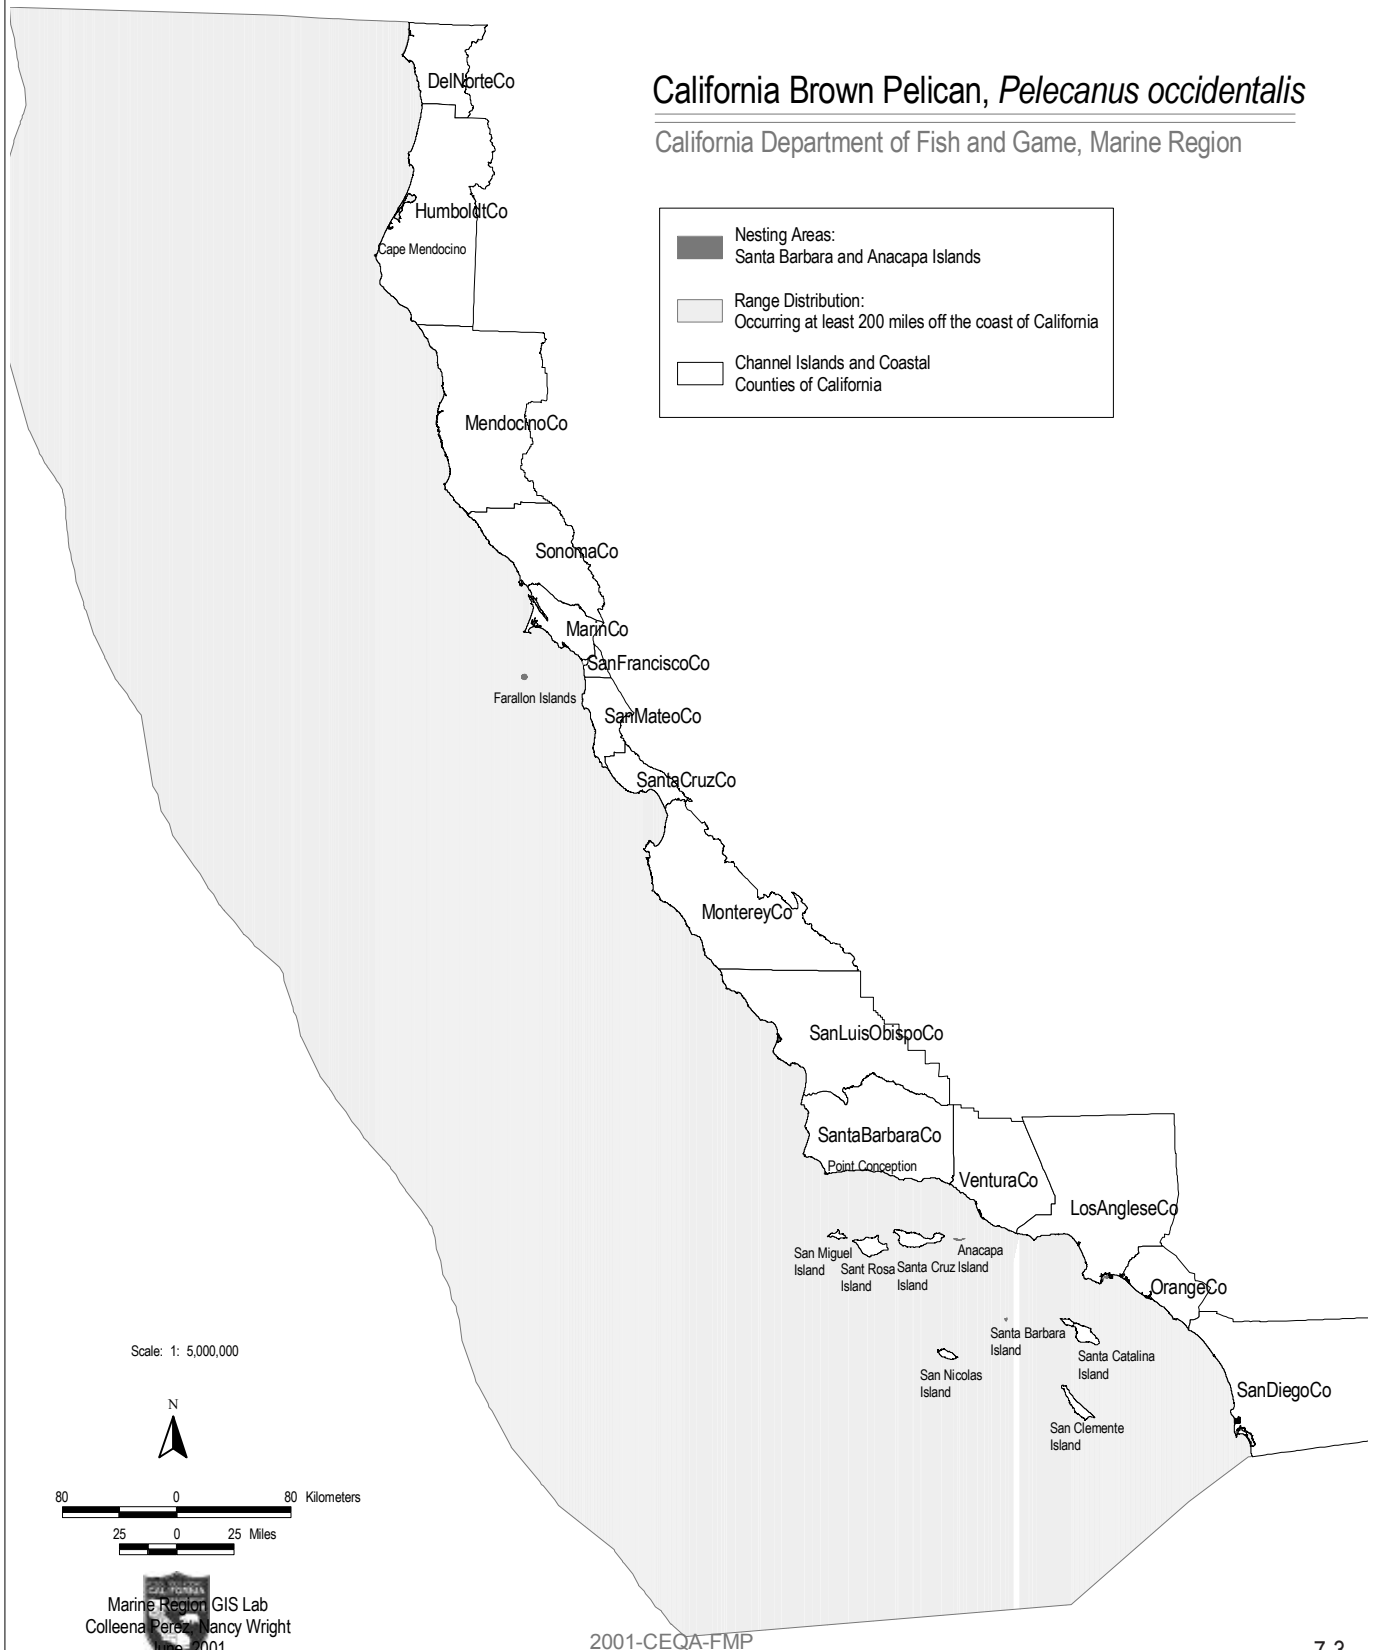 California Brown Pelican, Pelecanus occidentalis
California Department of Fish and Game, Marine Region
Nesting Areas:
Santa Barbara and Anacapa Islands
Range Distribution:
Occurring at least 200 miles off the coast of California
Channel Islands and Coastal
Counties of California
DelNorteCo
HumboldtCo
Cape Mendocino
MendocinoCo
SonomaCo
MarinCo
SanFranciscoCo
Farallon Islands
SanMateoCo
SantaCruzCo
MontereyCo
SanLuisObispoCo
SantaBarbaraCo
Point Conception
VenturaCo
LosAngleseCo
OrangeCo
SanDiegoCo
San Miguel
Island
Sant Rosa
Island
Santa Cruz
Island
Anacapa
Island
Santa Barbara
Island
Santa Catalina
Island
San Nicolas
Island
San Clemente
Island
Scale: 1: 5,000,000
N
80 0 80 Kilometers
25 0 25 Miles
CALIFORNIA
Marine Region GIS Lab
Colleena Perez, Nancy Wright
June, 2001
2001-CEQA-FMP
7-3